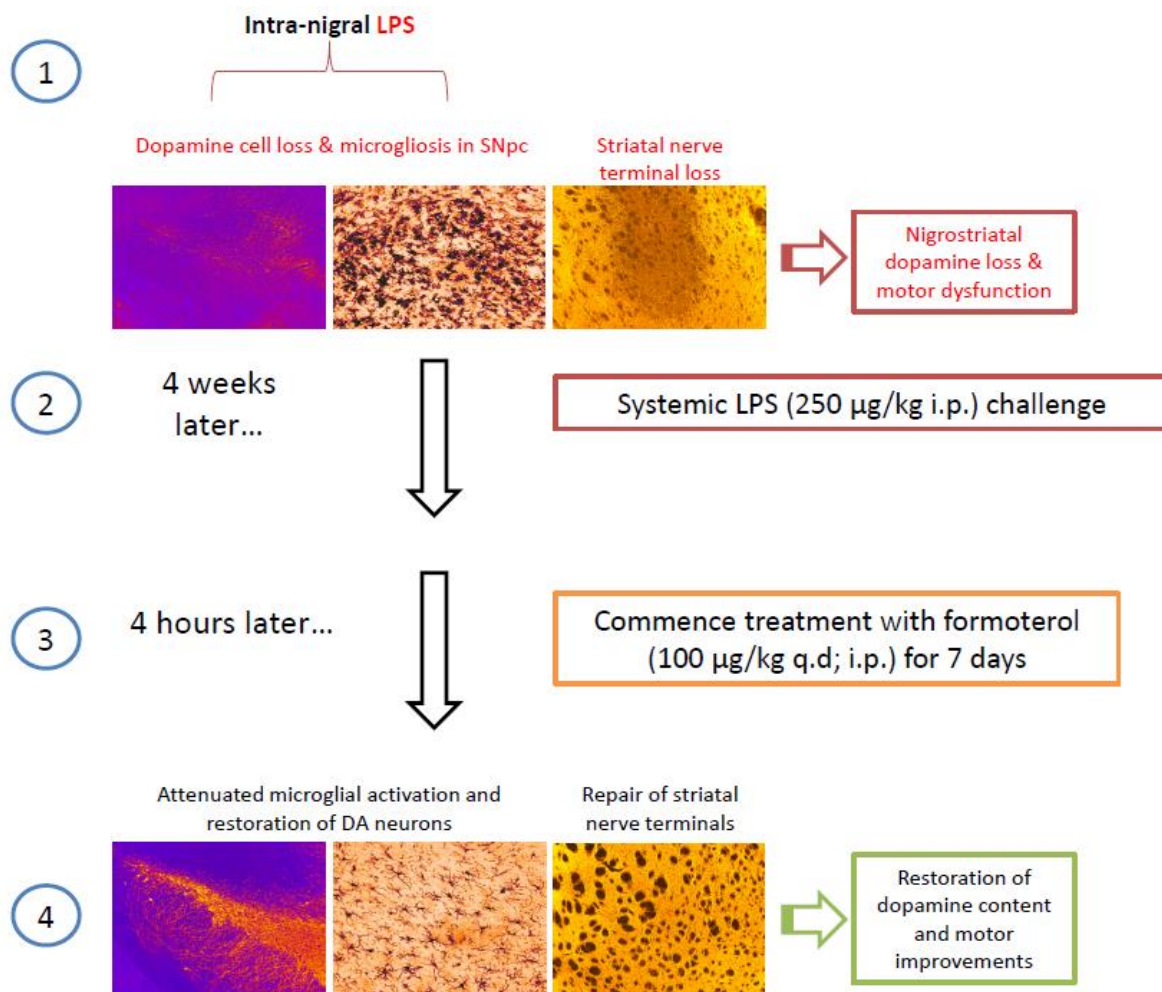 1
Intra-nigral LPS
Dopamine cell loss & microgliosis in SNpc
Striatal nerve
terminal loss
Nigrostriatal
dopamine loss &
motor dysfunction
2
4 weeks
later…
Systemic LPS (250 µg/kg i.p.) challenge
3
4 hours later…
Commence treatment with formoterol
(100 µg/kg q.d; i.p.) for 7 days
Attenuated microglial activation and
restoration of DA neurons
Repair of striatal
nerve terminals
4
Restoration of
dopamine content
and motor
improvements